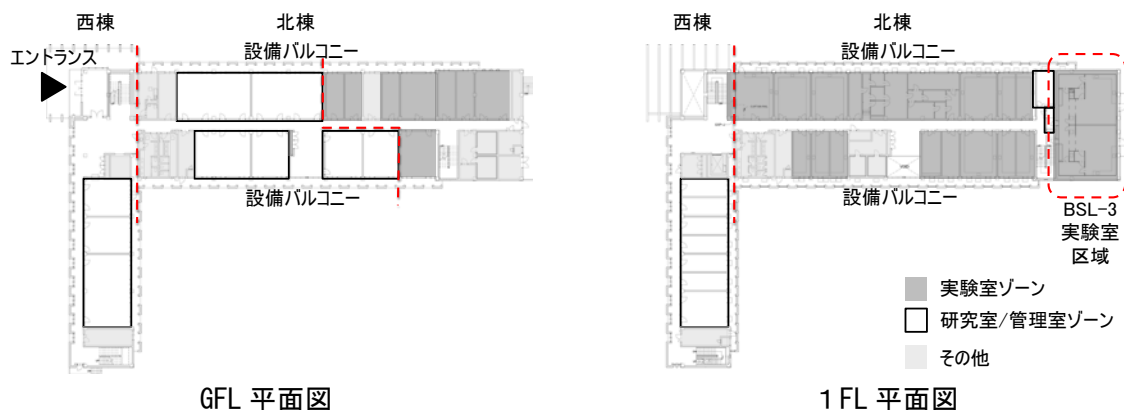 西棟
北棟
設備バルコニー
エントランス
設備バルコニー
GFL 平面図
西棟
北棟
設備バルコニー
設備バルコニー
BSL-3
実験室
区域
実験室ゾーン
研究室/管理室ゾーン
その他
1FL 平面図